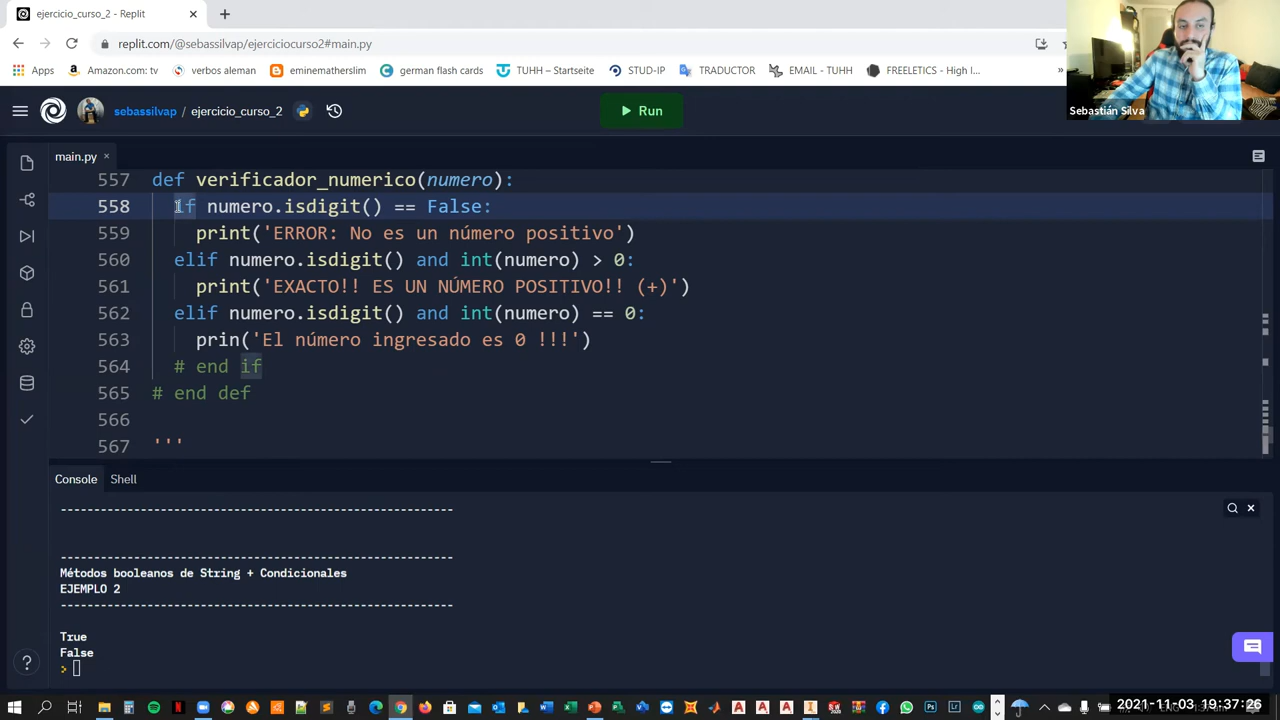 ejercicio_curso_2 - Replit
replit.com/@sebassilvap/ejerciciocurso2#main.py
Apps Amazon.com: tv verbos aleman eminematherslim german flash cards TUHH – Startseite STUD-IP TRADUCTOR EMAIL - TUHH FREELETICS - High I... »
Sebastián Silva
sebassilvap / ejercicio_curso_2 Run
main.py
557 def verificador_numerico(numero):
558 if numero.isdigit() == False:
559 print('ERROR: No es un número positivo')
560 elif numero.isdigit() and int(numero) > 0:
561 print('EXACTO!! ES UN NÚMERO POSITIVO!! (+)')
562 elif numero.isdigit() and int(numero) == 0:
563 prin('El número ingresado es 0 !!!')
564 # end if
565 # end def
566
567 '''
Console Shell
------------------------------------------------------------
------------------------------------------------------------
Métodos booleanos de String + Condicionales
EJEMPLO 2
------------------------------------------------------------
True
False
>
2021-11-03 19:37:26